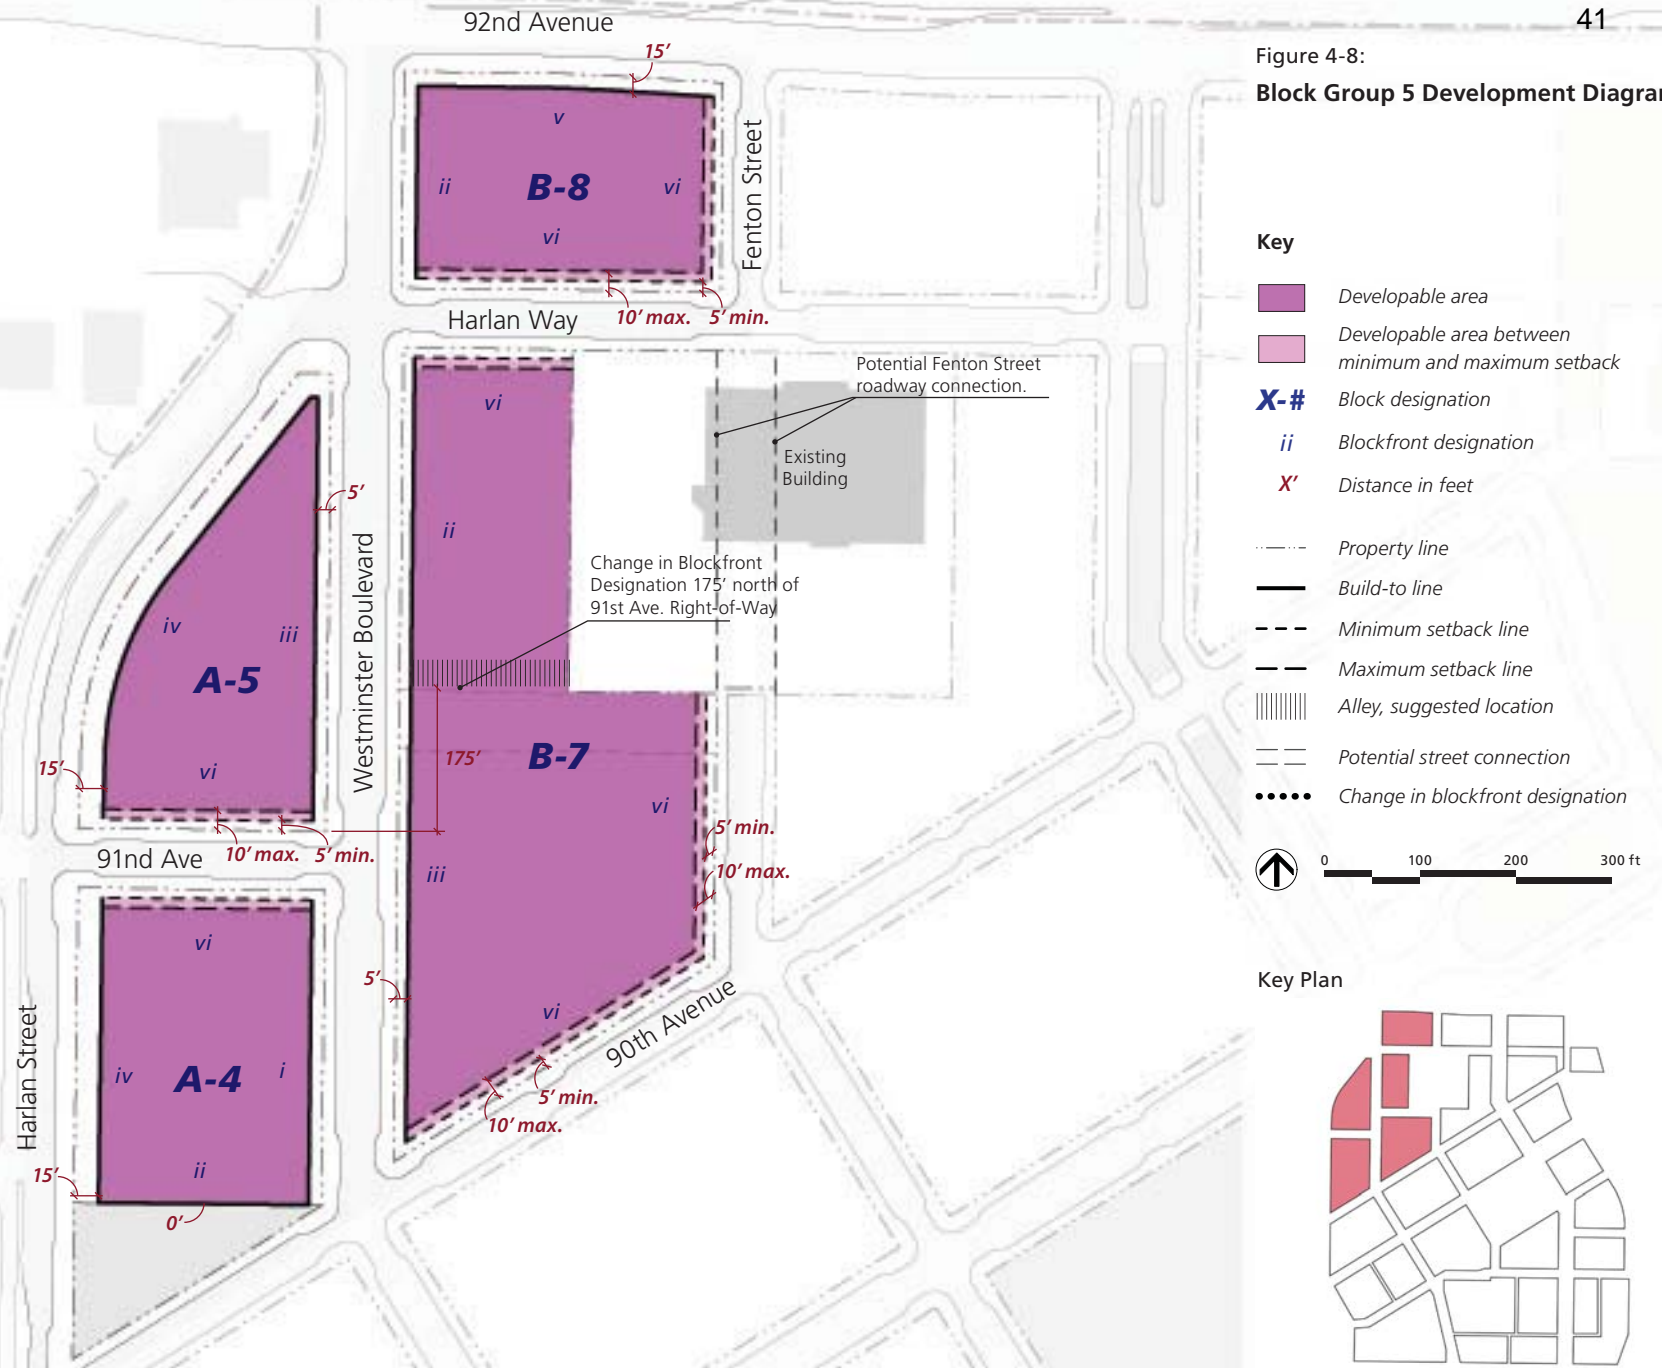 41
Figure 4-8:
Block Group 5 Development Diagra
92nd Avenue
15'
v
ii
B-8
vi
vi
Fenton Street
10' max.
5' min.
Harlan Way
Potential Fenton Street
roadway connection.
Existing
Building
vi
ii
5'
Westminster Boulevard
Change in Blockfront
Designation 175' north of
91st Ave. Right-of-Way
iv
iii
A-5
vi
15'
10' max.
5' min.
91nd Ave
175'
B-7
vi
iii
5' min.
10' max.
5'
vi
90th Avenue
5' min.
10' max.
Harlan Street
vi
iv
A-4
i
ii
15'
0'
Key
Developable area
Developable area between
minimum and maximum setback
X-# Block designation
ii Blockfront designation
X' Distance in feet
Property line
Build-to line
Minimum setback line
Maximum setback line
Alley, suggested location
Potential street connection
Change in blockfront designation
0 100 200 300 ft
Key Plan